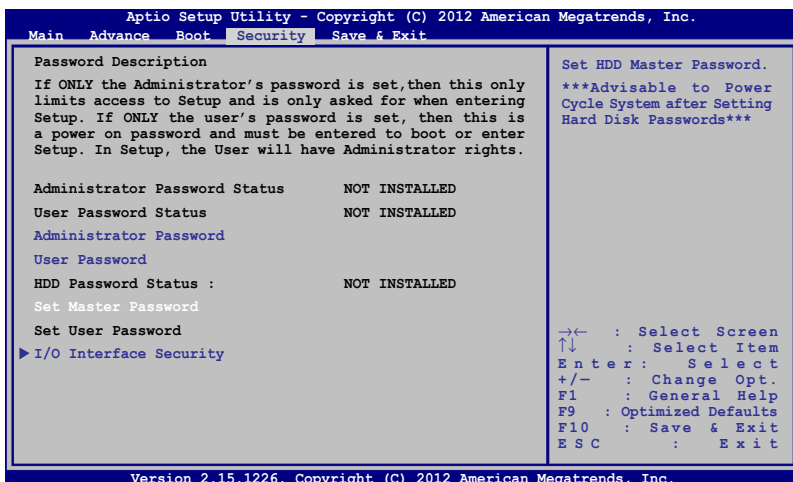 Aptio Setup Utility - Copyright (C) 2012 American Megatrends, Inc.
Main Advance Boot Security Save & Exit
Password Description
If ONLY the Administrator's password is set,then this only
limits access to Setup and is only asked for when entering
Setup. If ONLY the user's password is set, then this is
a power on password and must be entered to boot or enter
Setup. In Setup, the User will have Administrator rights.
Administrator Password Status NOT INSTALLED
User Password Status NOT INSTALLED
Administrator Password
User Password
HDD Password Status : NOT INSTALLED
Set Master Password
Set User Password
I/O Interface Security
Set HDD Master Password.
***Advisable to Power
Cycle System after Setting
Hard Disk Passwords***
→← : Select Screen
↑↓ : Select Item
Enter: Select
+/— : Change Opt.
F1 : General Help
F9 : Optimized Defaults
F10 : Save & Exit
ESC : Exit
Version 2.15.1226. Copyright (C) 2012 American Megatrends, Inc.